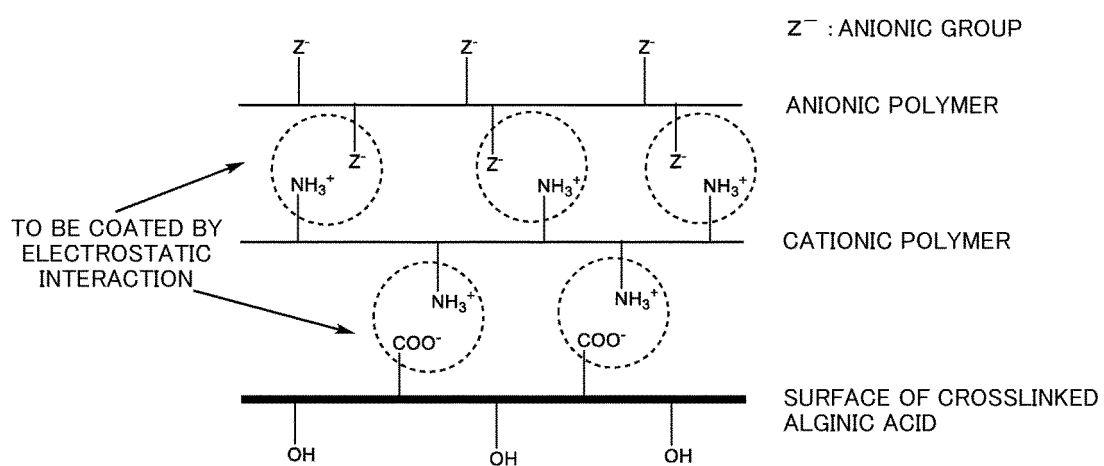 Z⁻ : ANIONIC GROUP
Z⁻ Z⁻ Z⁻
ANIONIC POLYMER
Z⁻ Z⁻ Z⁻
NH₃⁺ NH₃⁺ NH₃⁺
TO BE COATED BY
ELECTROSTATIC
INTERACTION
CATIONIC POLYMER
NH₃⁺ NH₃⁺
COO⁻ COO⁻
SURFACE OF CROSSLINKED
ALGINIC ACID
OH OH OH